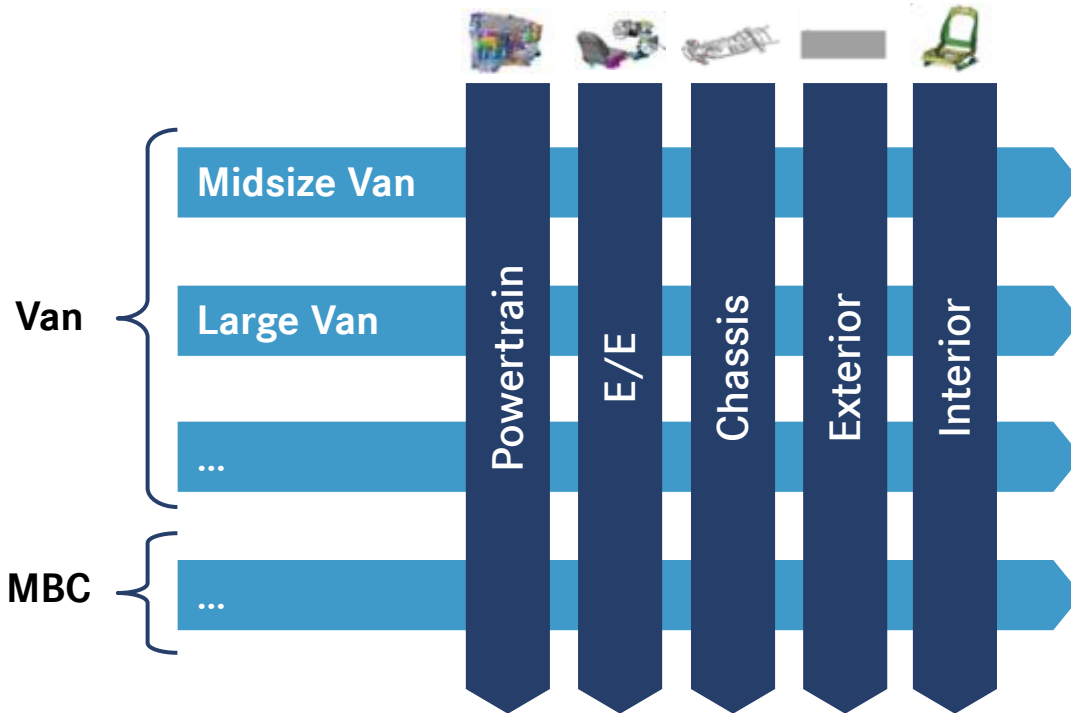 Van
Midsize Van
Large Van
...
MBC
...
Powertrain
E/E
Chassis
Exterior
Interior